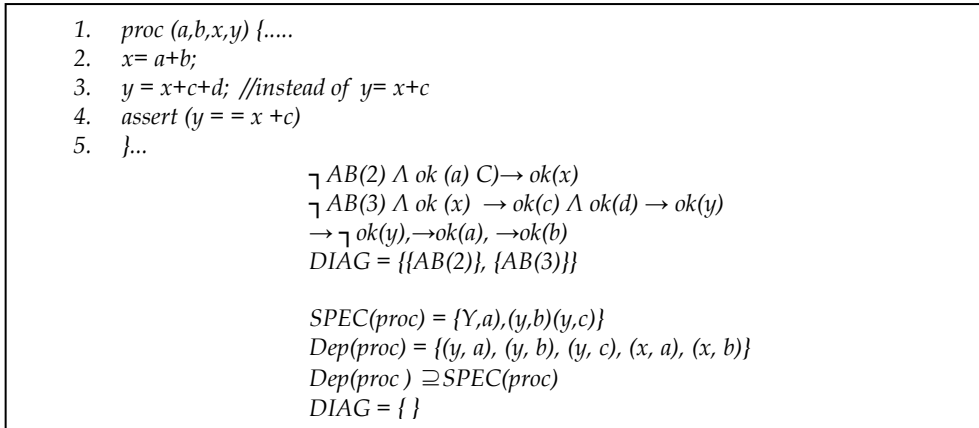 1. proc (a,b,x,y) {.....
2. x= a+b;
3. y = x+c+d; //instead of y= x+c
4. assert (y = = x +c)
5. }...
┐ AB(2) Λ ok (a) C)→ ok(x)
┐ AB(3) Λ ok (x) → ok(c) Λ ok(d) → ok(y)
→ ┐ ok(y),→ok(a), →ok(b)
DIAG = {{AB(2)}, {AB(3)}}
SPEC(proc) = {Y,a),(y,b)(y,c)}
Dep(proc) = {(y, a), (y, b), (y, c), (x, a), (x, b)}
Dep(proc ) ⊇SPEC(proc)
DIAG = { }